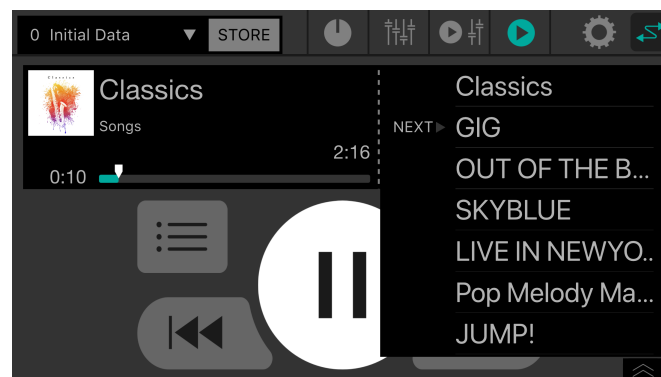 0 Initial Data ▼ STORE
Classics
Classics
Songs
2:16
0:10
Classics
NEXT▶ GIG
OUT OF THE B...
SKYBLUE
LIVE IN NEWYO..
Pop Melody Ma...
JUMP!